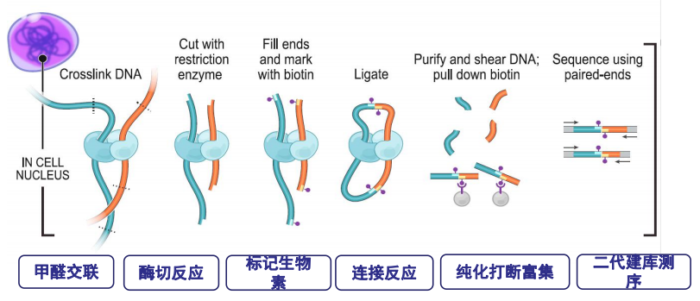 Crosslink DNA
Cut with
restriction
enzyme
Fill ends
and mark
with biotin
Ligate
Purify and shear DNA;
pull down biotin
Sequence using
paired-ends
IN CELL
NUCLEUS
甲醛交联
酶切反应
标记生物
素
连接反应
纯化打断富集
二代建库测
序